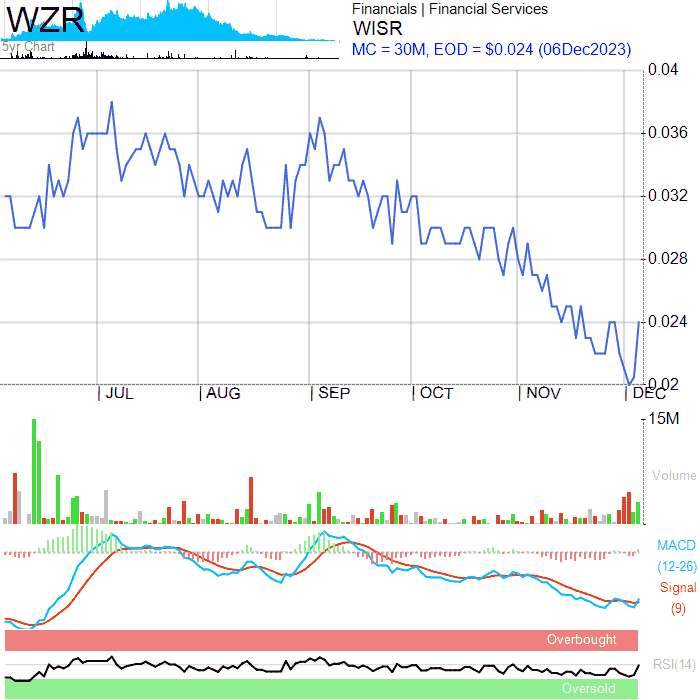 WZR
5yr Chart
Financials | Financial Services
WISR
MC = 30M, EOD = $0.024 (06Dec2023)
0.04
0.036
0.032
0.028
0.024
0.02
JUL AUG SEP OCT NOV DEC
15M
Volume
MACD
(12-26)
Signal
(9)
Overbought
RSI(14)
Oversold